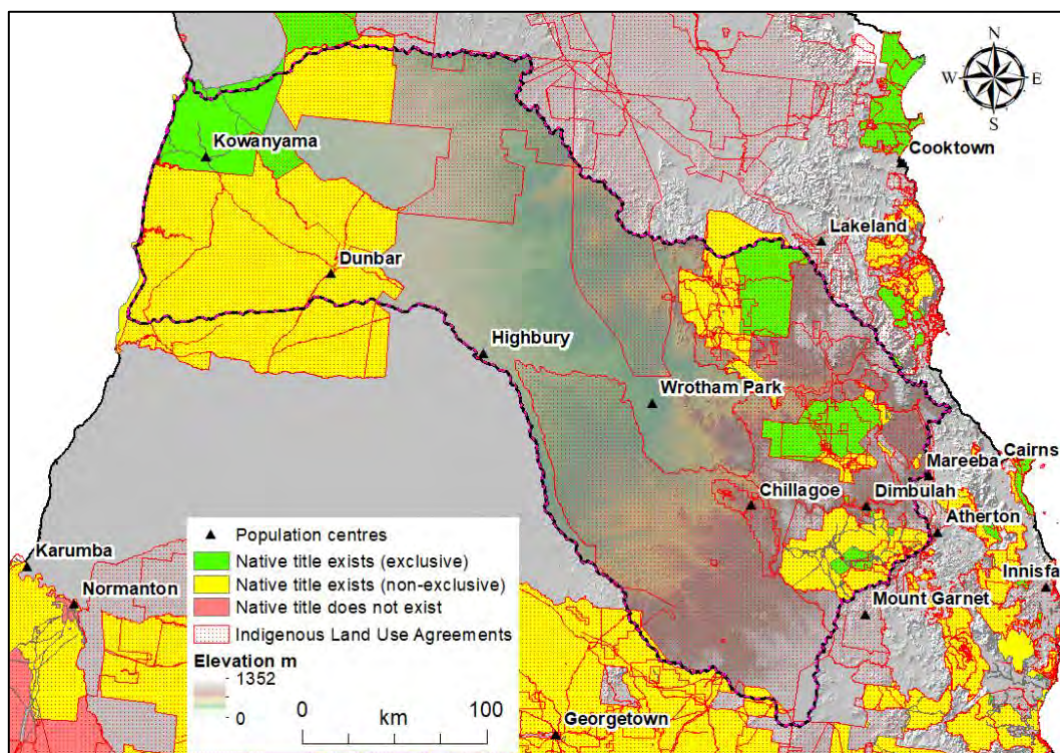 N
W E
S
Kowanyama
Cooktown
Lakeland
Dunbar
Highbury
Wrotham Park
Mareeba
Cairns
Chillagoe
Dimbulah
Atherton
Karumba
Normanton
Innisfa
Mount Garnet
Georgetown
Population centres
Native title exists (exclusive)
Native title exists (non-exclusive)
Native title does not exist
Indigenous Land Use Agreements
Elevation m
1352
0
0 100
km